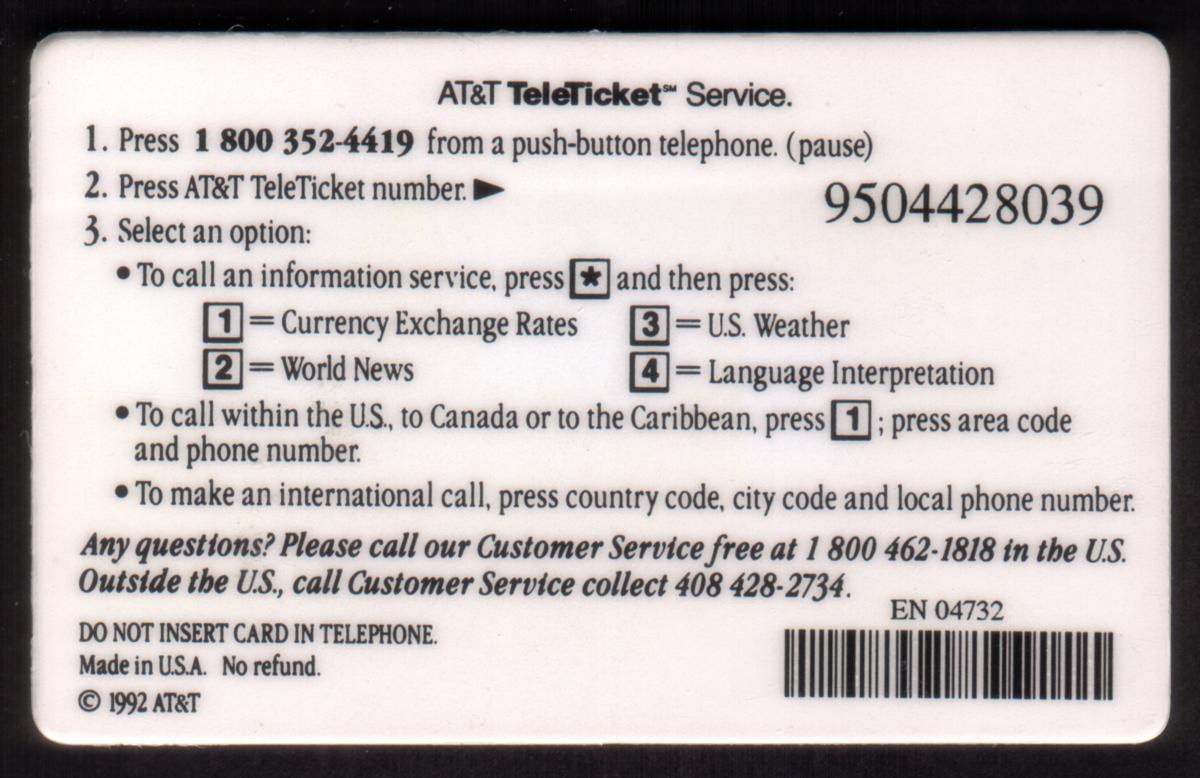 AT&T TeleTicket℠ Service.
1. Press 1 800 352-4419 from a push-button telephone. (pause)
2. Press AT&T TeleTicket number. ► 9504428039
3. Select an option:
• To call an information service, press * and then press:
1 = Currency Exchange Rates 3 = U.S. Weather
2 = World News 4 = Language Interpretation
• To call within the U.S., to Canada or to the Caribbean, press 1 ; press area code
and phone number.
• To make an international call, press country code, city code and local phone number.
Any questions? Please call our Customer Service free at 1 800 462-1818 in the U.S.
Outside the U.S., call Customer Service collect 408 428-2734.
EN 04732
DO NOT INSERT CARD IN TELEPHONE.
Made in U.S.A. No refund.
© 1992 AT&T